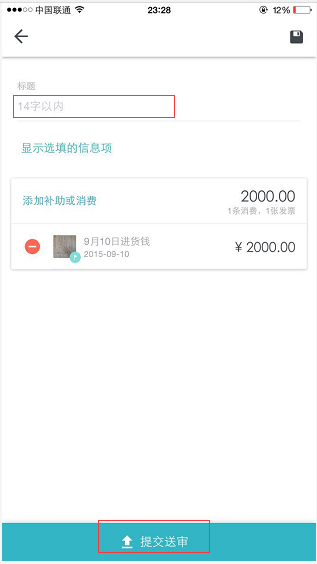 中国联通 23:28 12%
标题
14字以内
显示选填的信息项
添加补助或消费 2000.00
1条消费，1张发票
9月10日进货钱
2015-09-10
¥ 2000.00
提交送审